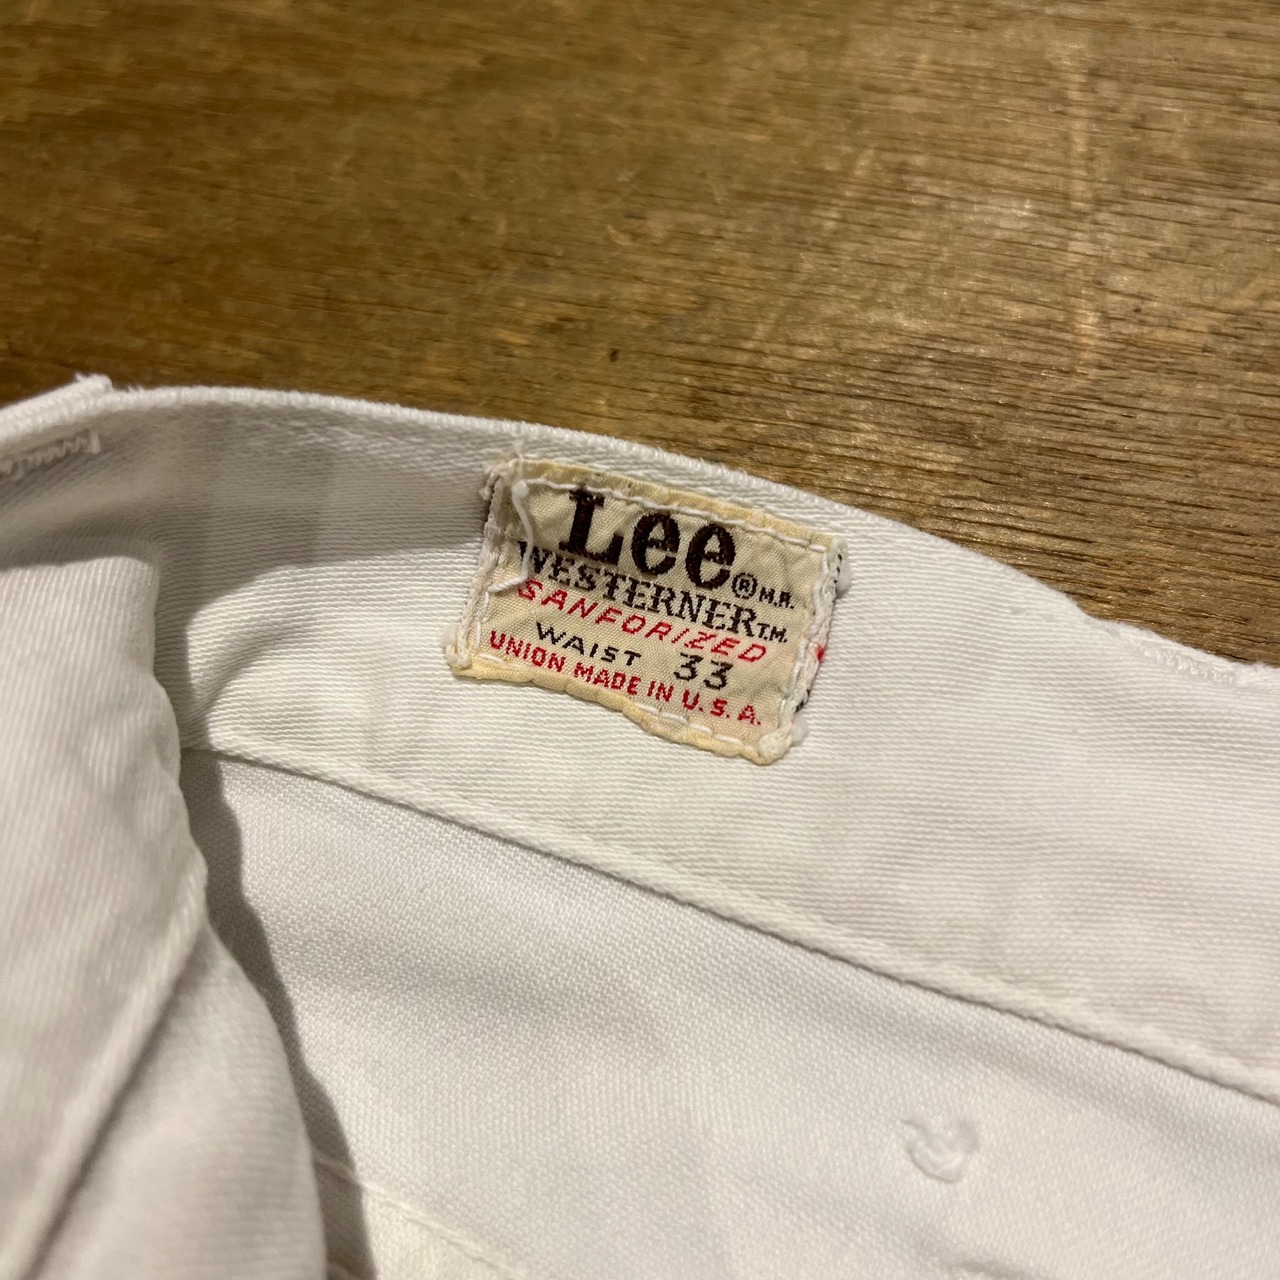 Lee ® M.R.
WESTERNER T.M.
SANFORIZED
WAIST 33
UNION MADE IN U.S.A.